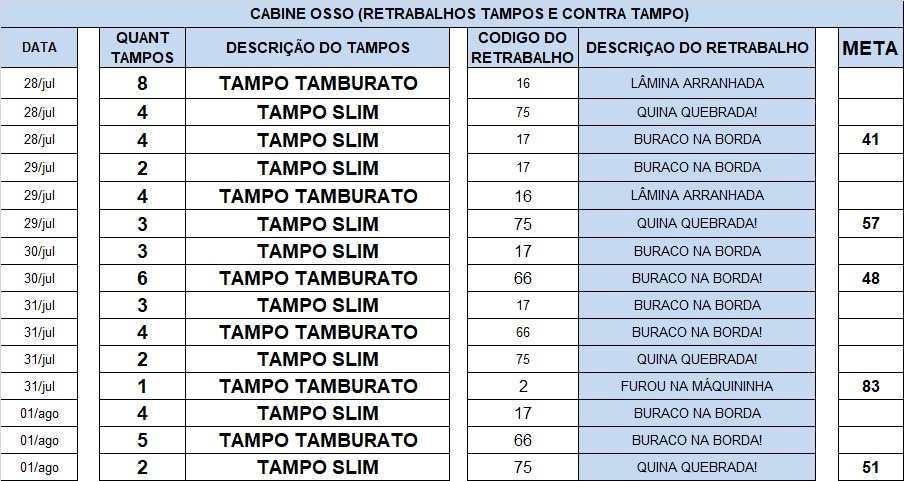 CABINE OSSO (RETRABALHOS TAMPOS E CONTRA TAMPO)
DATA QUANT TAMPOS DESCRIÇÃO DO TAMPOS CODIGO DO RETRABALHO DESCRIÇAO DO RETRABALHO META
28/jul 8 TAMPO TAMBURATO 16 LÂMINA ARRANHADA
28/jul 4 TAMPO SLIM 75 QUINA QUEBRADA!
28/jul 4 TAMPO SLIM 17 BURACO NA BORDA 41
29/jul 2 TAMPO SLIM 17 BURACO NA BORDA
29/jul 4 TAMPO TAMBURATO 16 LÂMINA ARRANHADA
29/jul 3 TAMPO SLIM 75 QUINA QUEBRADA! 57
30/jul 3 TAMPO SLIM 17 BURACO NA BORDA
30/jul 6 TAMPO TAMBURATO 66 BURACO NA BORDA! 48
31/jul 3 TAMPO SLIM 17 BURACO NA BORDA
31/jul 4 TAMPO TAMBURATO 66 BURACO NA BORDA!
31/jul 2 TAMPO SLIM 75 QUINA QUEBRADA!
31/jul 1 TAMPO TAMBURATO 2 FUROU NA MÁQUININHA 83
01/ago 4 TAMPO SLIM 17 BURACO NA BORDA
01/ago 5 TAMPO TAMBURATO 66 BURACO NA BORDA!
01/ago 2 TAMPO SLIM 75 QUINA QUEBRADA! 51